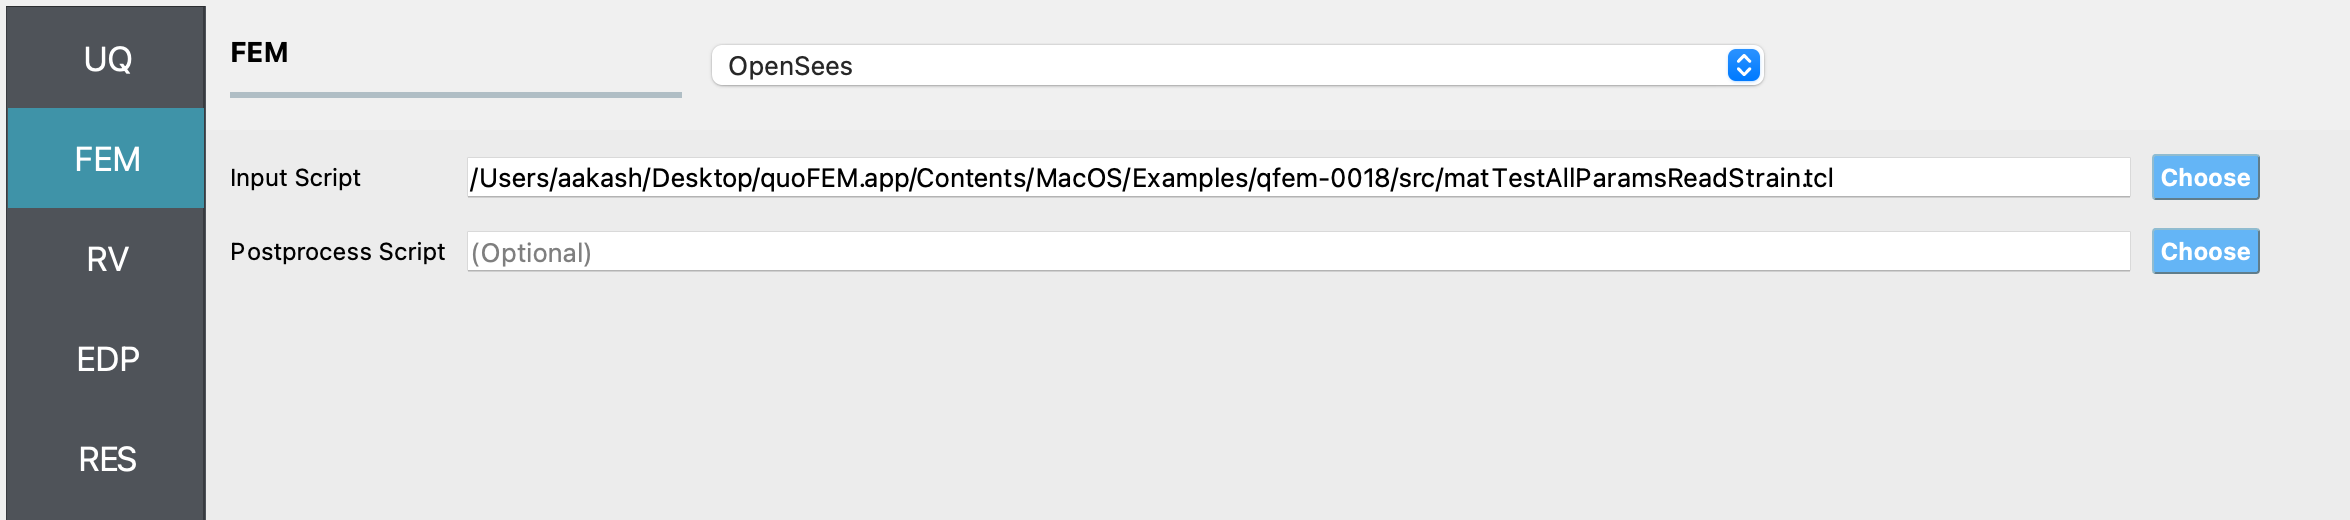 UQ
FEM
RV
EDP
RES
FEM
OpenSees
Input Script /Users/aakash/Desktop/quoFEM.app/Contents/MacOS/Examples/qfem-0018/src/matTestAllParamsReadStrain.tcl Choose
Postprocess Script (Optional) Choose